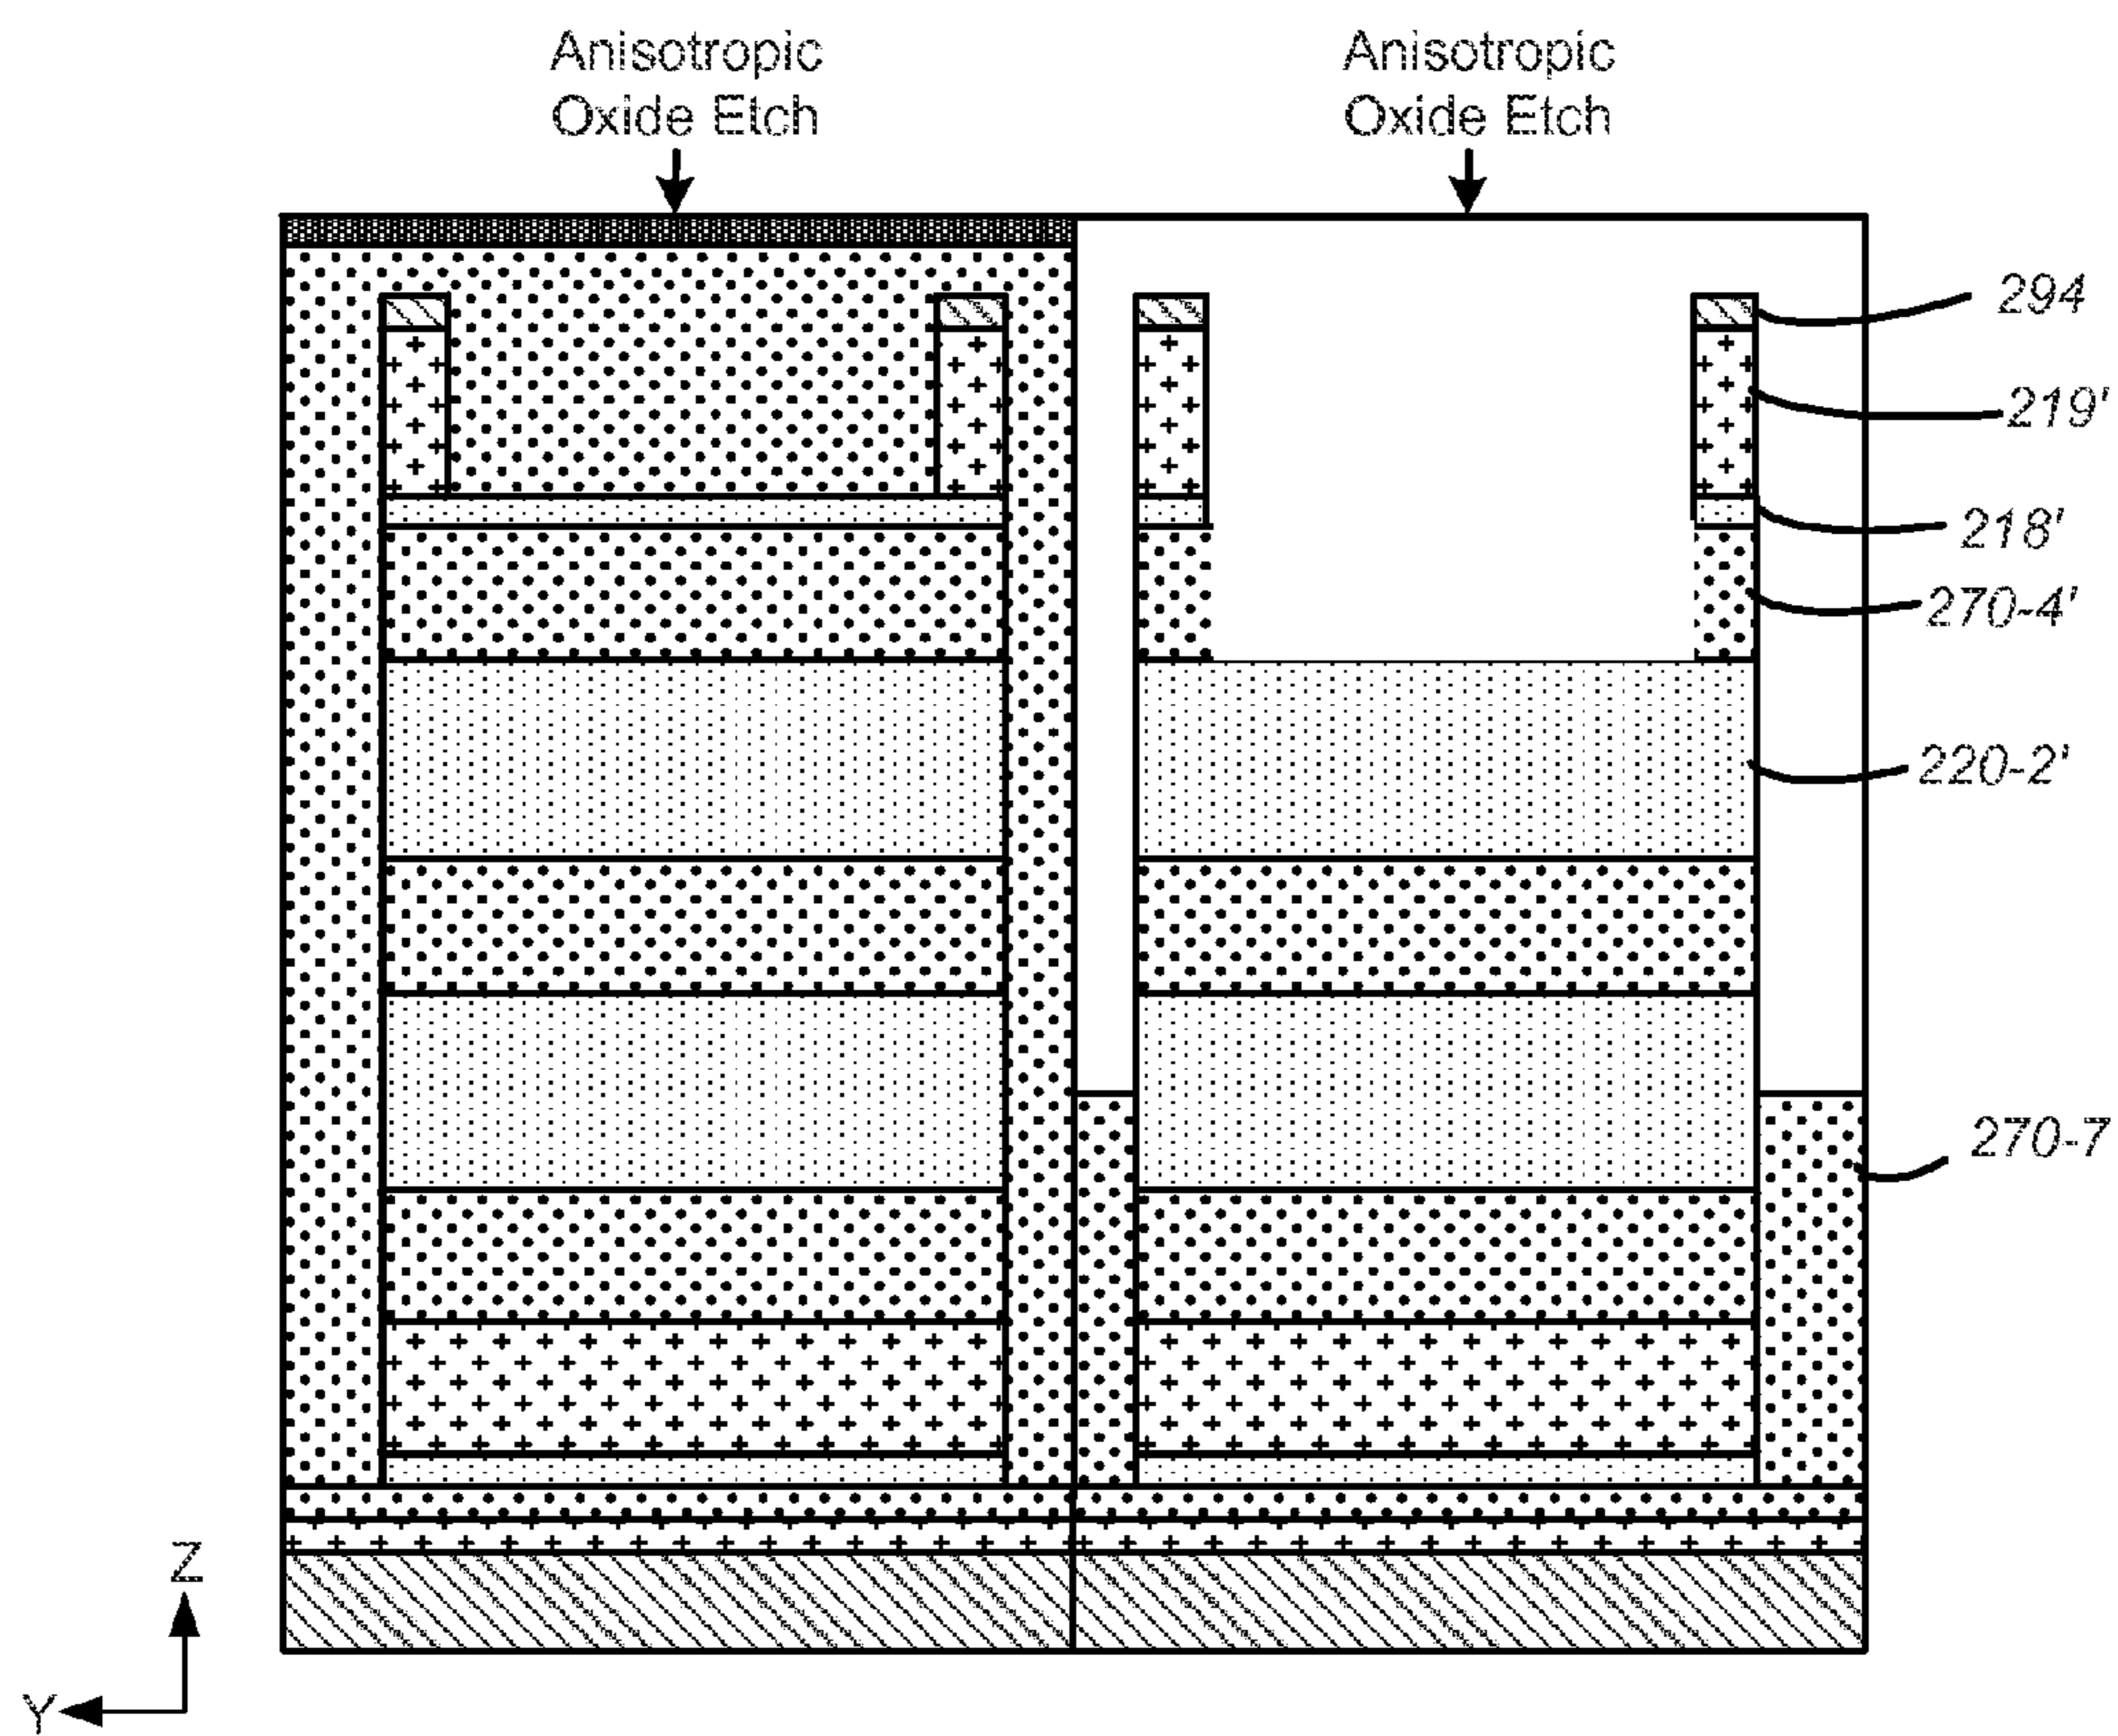 Anisotropic
Oxide Etch
Anisotropic
Oxide Etch
294
219'
218'
270-4'
220-2'
270-7
Z
Y